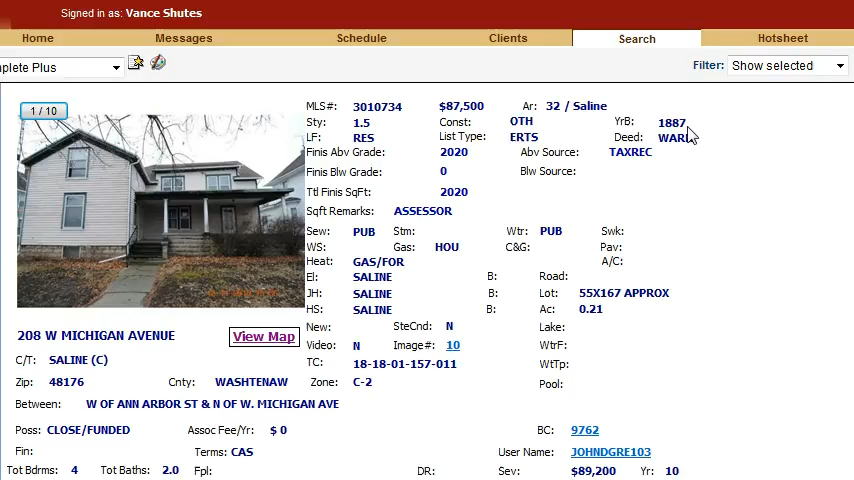 Signed in as: Vance Shutes
Home Messages Schedule Clients Search Hotsheet
plete Plus Filter: Show selected
1 / 10
MLS#: 3010734 $87,500 Ar: 32 / Saline
Sty: 1.5 Const: OTH YrB: 1887
LF: RES List Type: ERTS Deed: WAR
Finis Abv Grade: 2020 Abv Source: TAXREC
Finis Blw Grade: 0 Blw Source:
Ttl Finis SqFt: 2020
Sqft Remarks: ASSESSOR
Sew: PUB Stm: Wtr: PUB Swk:
WS: Gas: HOU C&G: Pav:
Heat: GAS/FOR A/C:
El: SALINE B: Road:
JH: SALINE B: Lot: 55X167 APPROX
HS: SALINE B: Ac: 0.21
New: SteCnd: N Lake:
208 W MICHIGAN AVENUE View Map
Video: N Image#: 10 WtrF:
C/T: SALINE (C) TC: 18-18-01-157-011 WtTp:
Zip: 48176 Cnty: WASHTENAW Zone: C-2 Pool:
Between: W OF ANN ARBOR ST & N OF W. MICHIGAN AVE
Poss: CLOSE/FUNDED Assoc Fee/Yr: $ 0 BC: 9762
Fin: Terms: CAS User Name: JOHNDGRE103
Tot Bdrms: 4 Tot Baths: 2.0 Fpl: DR: Sev: $89,200 Yr: 10